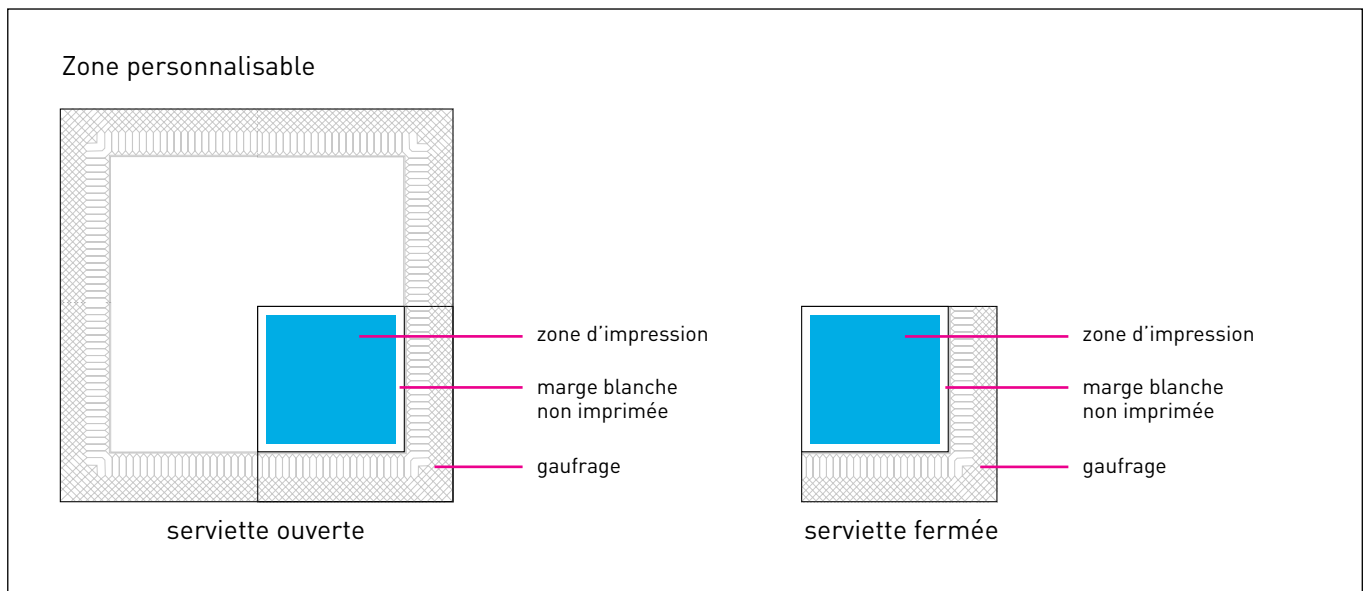 Zone personnalisable
zone d’impression
marge blanche
non imprimée
gaufrage
serviette ouverte
zone d’impression
marge blanche
non imprimée
gaufrage
serviette fermée